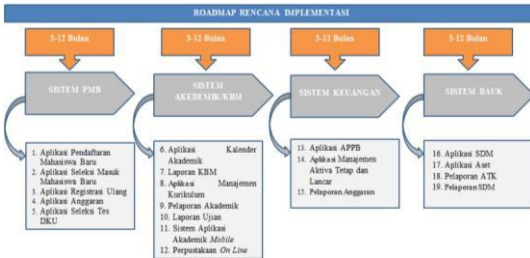 ROADMAP RENCANA IMPLEMENTASI
3-12 Bulan
3-12 Bulan
3-12 Bulan
3-12 Bulan
SISTEM PMB
SISTEM
AKEDEMIK/KBM
SISTEM KEUANGAN
SISTEM BAUK
1. Aplikasi Pendaftaran
Mahasiswa Baru
2. Aplikasi Seleksi Masuk
Mahasiswa Baru
3. Aplikasi Registrasi Ulang
4. Aplikasi Anggaran
5. Aplikasi Seleksi Tes
DKU
6. Aplikasi Kalender
Akademik
7. Laporan KBM
8. Aplikasi Manajemen
Kurikulum
9. Pelaporan Akademik
10. Laporan Ujian
11. Sistem Aplikasi
Akademik Mobile
12. Perpustakaan On Line
13. Aplikasi APPB
14. Aplikasi Manajemen
Aktiva Tetap dan
Lancar
15. Pelaporan Anggaran
16. Aplikasi SDM
17. Aplikasi Aset
18. Pelaporan ATK
19. Pelaporan SDM